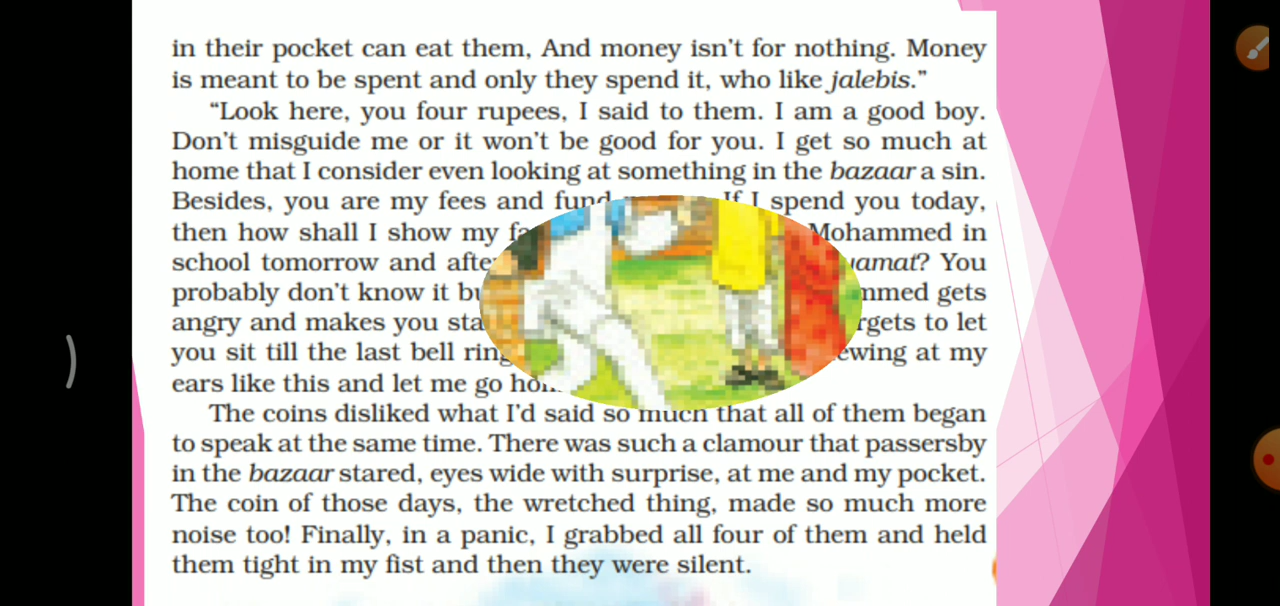 in their pocket can eat them, And money isn't for nothing. Money
is meant to be spent and only they spend it, who like jalebis."
"Look here, you four rupees, I said to them. I am a good boy.
Don't misguide me or it won't be good for you. I get so much at
home that I consider even looking at something in the bazaar a sin.
Besides, you are my fees and fund If I spend you today,
then how shall I show my Mohammed in
school tomorrow and You
probably don't know it gets
angry and makes you to let
you sit till the last bell at my
ears like this and let me go
The coins disliked what I'd said so much that all of them began
to speak at the same time. There was such a clamour that passersby
in the bazaar stared, eyes wide with surprise, at me and my pocket.
The coin of those days, the wretched thing, made so much more
noise too! Finally, in a panic, I grabbed all four of them and held
them tight in my fist and then they were silent.